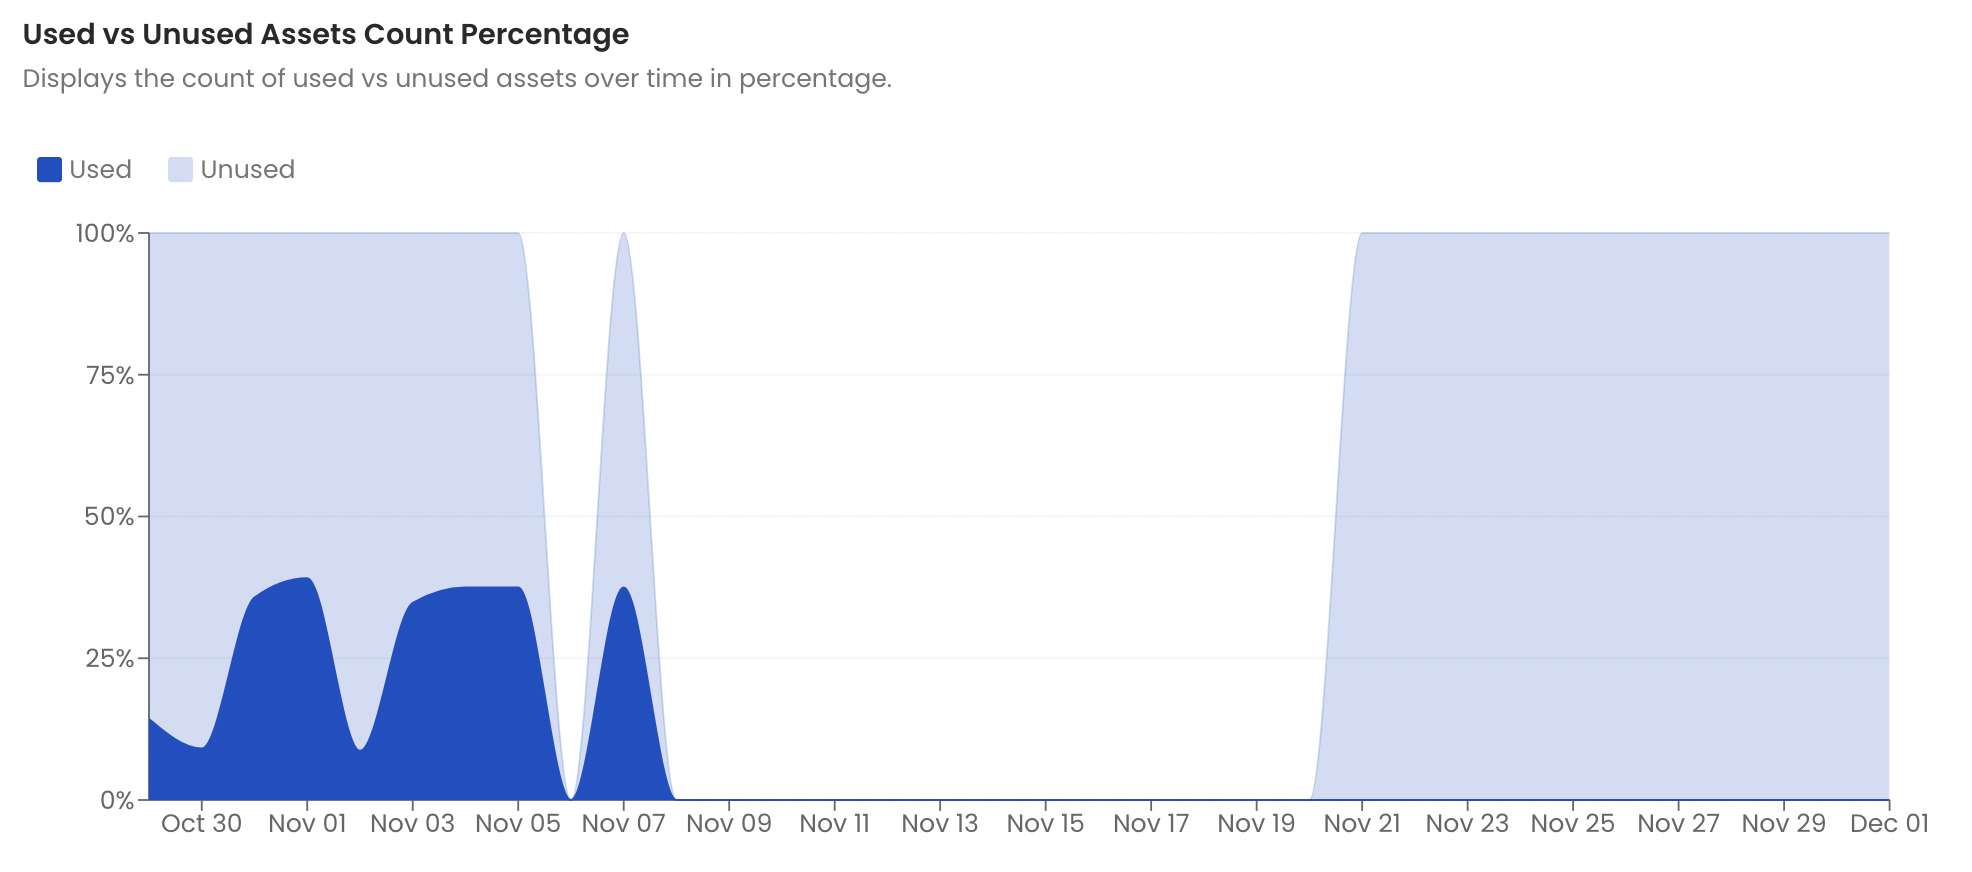 Used vs Unused Assets Count Percentage
Displays the count of used vs unused assets over time in percentage.
Used Unused
100%
75%
50%
25%
0%
Oct 30 Nov 01 Nov 03 Nov 05 Nov 07 Nov 09 Nov 11 Nov 13 Nov 15 Nov 17 Nov 19 Nov 21 Nov 23 Nov 25 Nov 27 Nov 29 Dec 01